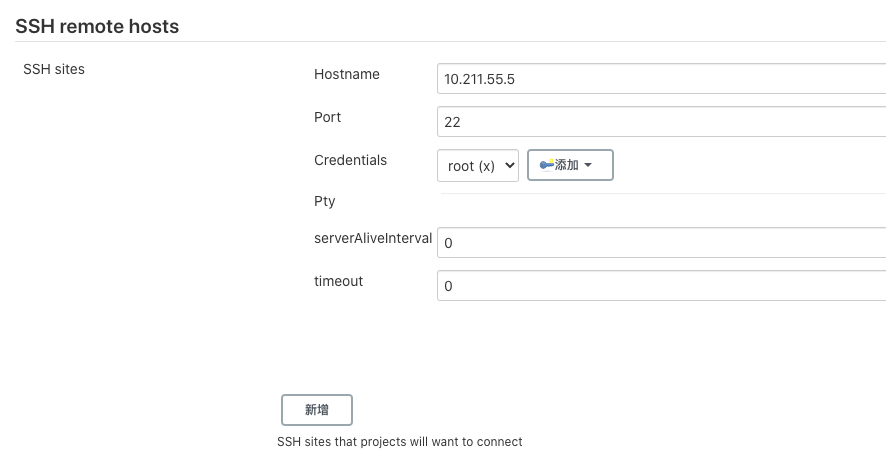 SSH remote hosts
SSH sites
Hostname
10.211.55.5
Port
22
Credentials
root (x)
添加
Pty
serverAliveInterval
0
timeout
0
新增
SSH sites that projects will want to connect